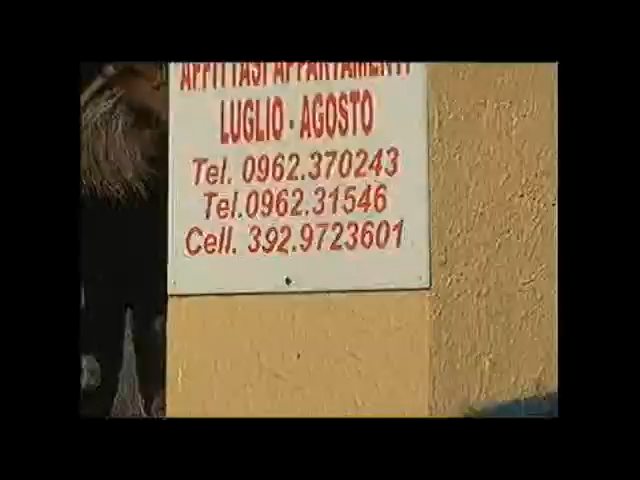 AFFITTASI APPARTAMENTI
LUGLIO - AGOSTO
Tel. 0962.370243
Tel.0962.31546
Cell. 392.9723601